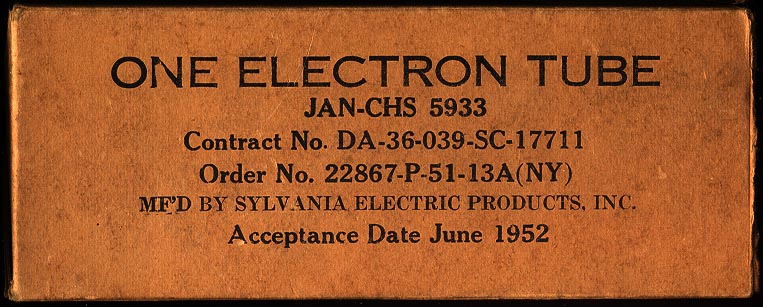 ONE ELECTRON TUBE
JAN-CHS 5933
Contract No. DA-36-039-SC-17711
Order No. 22867-P-51-13A(NY)
MF'D BY SYLVANIA ELECTRIC PRODUCTS, INC.
Acceptance Date June 1952